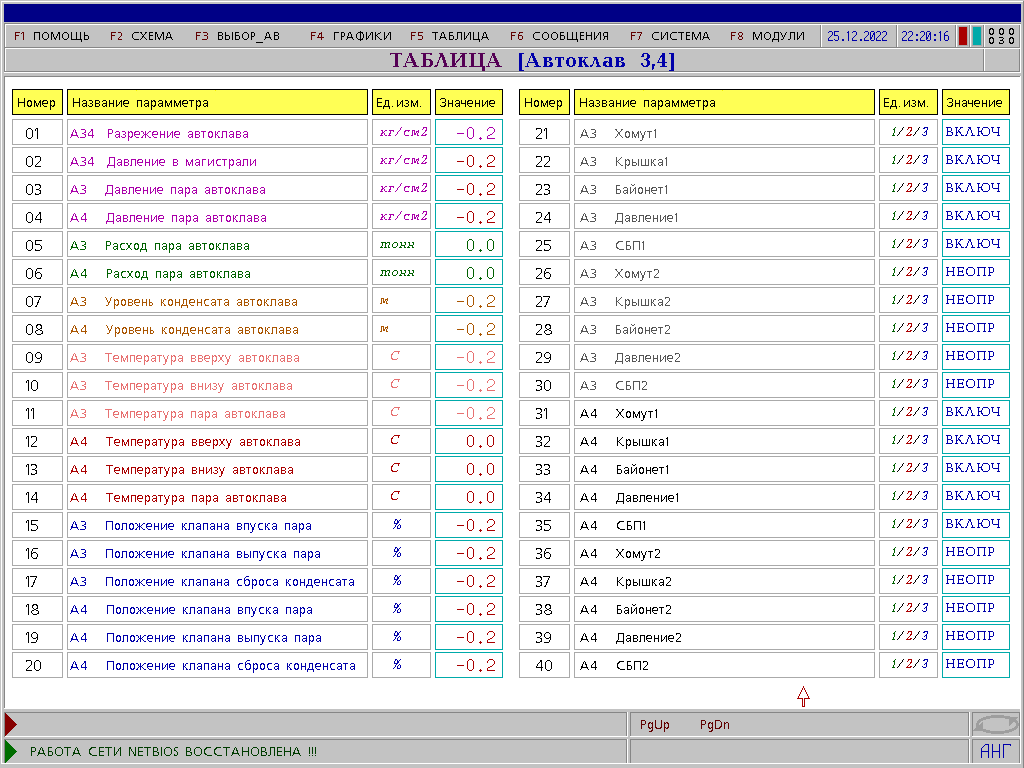 F1 ПОМОЩЬ F2 СХЕМА F3 ВЫБОР_АВ F4 ГРАФИКИ F5 ТАБЛИЦА F6 СООБЩЕНИЯ F7 СИСТЕМА F8 МОДУЛИ 25.12.2022 22:20:16 000 030
ТАБЛИЦА [Автоклав 3,4]
Номер Название парамметра Ед.изм. Значение Номер Название парамметра Ед.изм. Значение
01 А34 Разрежение автоклава кг/см2 -0.2 21 А3 Хомут1 1/2/3 ВКЛЮЧ
02 А34 Давление в магистрали кг/см2 -0.2 22 А3 Крышка1 1/2/3 ВКЛЮЧ
03 А3 Давление пара автоклава кг/см2 -0.2 23 А3 Байонет1 1/2/3 ВКЛЮЧ
04 А4 Давление пара автоклава кг/см2 -0.2 24 А3 Давление1 1/2/3 ВКЛЮЧ
05 А3 Расход пара автоклава тонн 0.0 25 А3 СБП1 1/2/3 ВКЛЮЧ
06 А4 Расход пара автоклава тонн 0.0 26 А3 Хомут2 1/2/3 НЕОПР
07 А3 Уровень конденсата автоклава м -0.2 27 А3 Крышка2 1/2/3 НЕОПР
08 А4 Уровень конденсата автоклава м -0.2 28 А3 Байонет2 1/2/3 НЕОПР
09 А3 Температура вверху автоклава С -0.2 29 А3 Давление2 1/2/3 НЕОПР
10 А3 Температура внизу автоклава С -0.2 30 А3 СБП2 1/2/3 НЕОПР
11 А3 Температура пара автоклава С -0.2 31 А4 Хомут1 1/2/3 ВКЛЮЧ
12 А4 Температура вверху автоклава С 0.0 32 А4 Крышка1 1/2/3 ВКЛЮЧ
13 А4 Температура внизу автоклава С 0.0 33 А4 Байонет1 1/2/3 ВКЛЮЧ
14 А4 Температура пара автоклава С 0.0 34 А4 Давление1 1/2/3 ВКЛЮЧ
15 А3 Положение клапана впуска пара % -0.2 35 А4 СБП1 1/2/3 ВКЛЮЧ
16 А3 Положение клапана выпуска пара % -0.2 36 А4 Хомут2 1/2/3 НЕОПР
17 А3 Положение клапана сброса конденсата % -0.2 37 А4 Крышка2 1/2/3 НЕОПР
18 А4 Положение клапана впуска пара % -0.2 38 А4 Байонет2 1/2/3 НЕОПР
19 А4 Положение клапана выпуска пара % -0.2 39 А4 Давление2 1/2/3 НЕОПР
20 А4 Положение клапана сброса конденсата % -0.2 40 А4 СБП2 1/2/3 НЕОПР
PgUp PgDn
РАБОТА СЕТИ NETBIOS ВОССТАНОВЛЕНА !!! АНГ